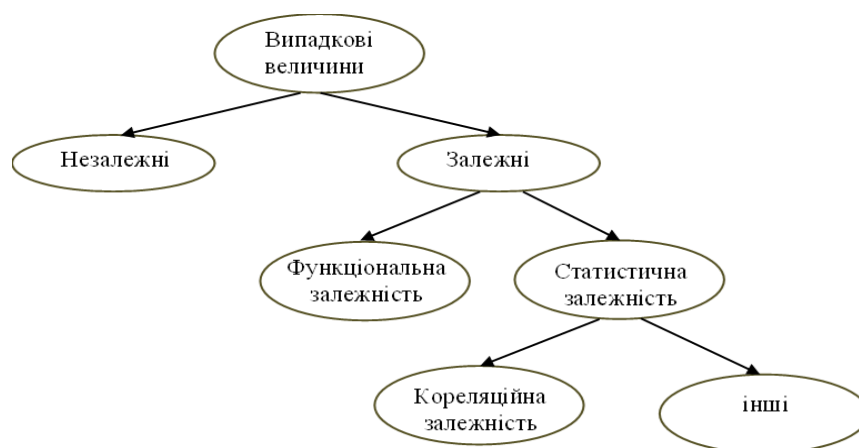 Випадкові
величини
Незалежні
Залежні
Функціональна
залежність
Статистична
залежність
Кореляційна
залежність
інші